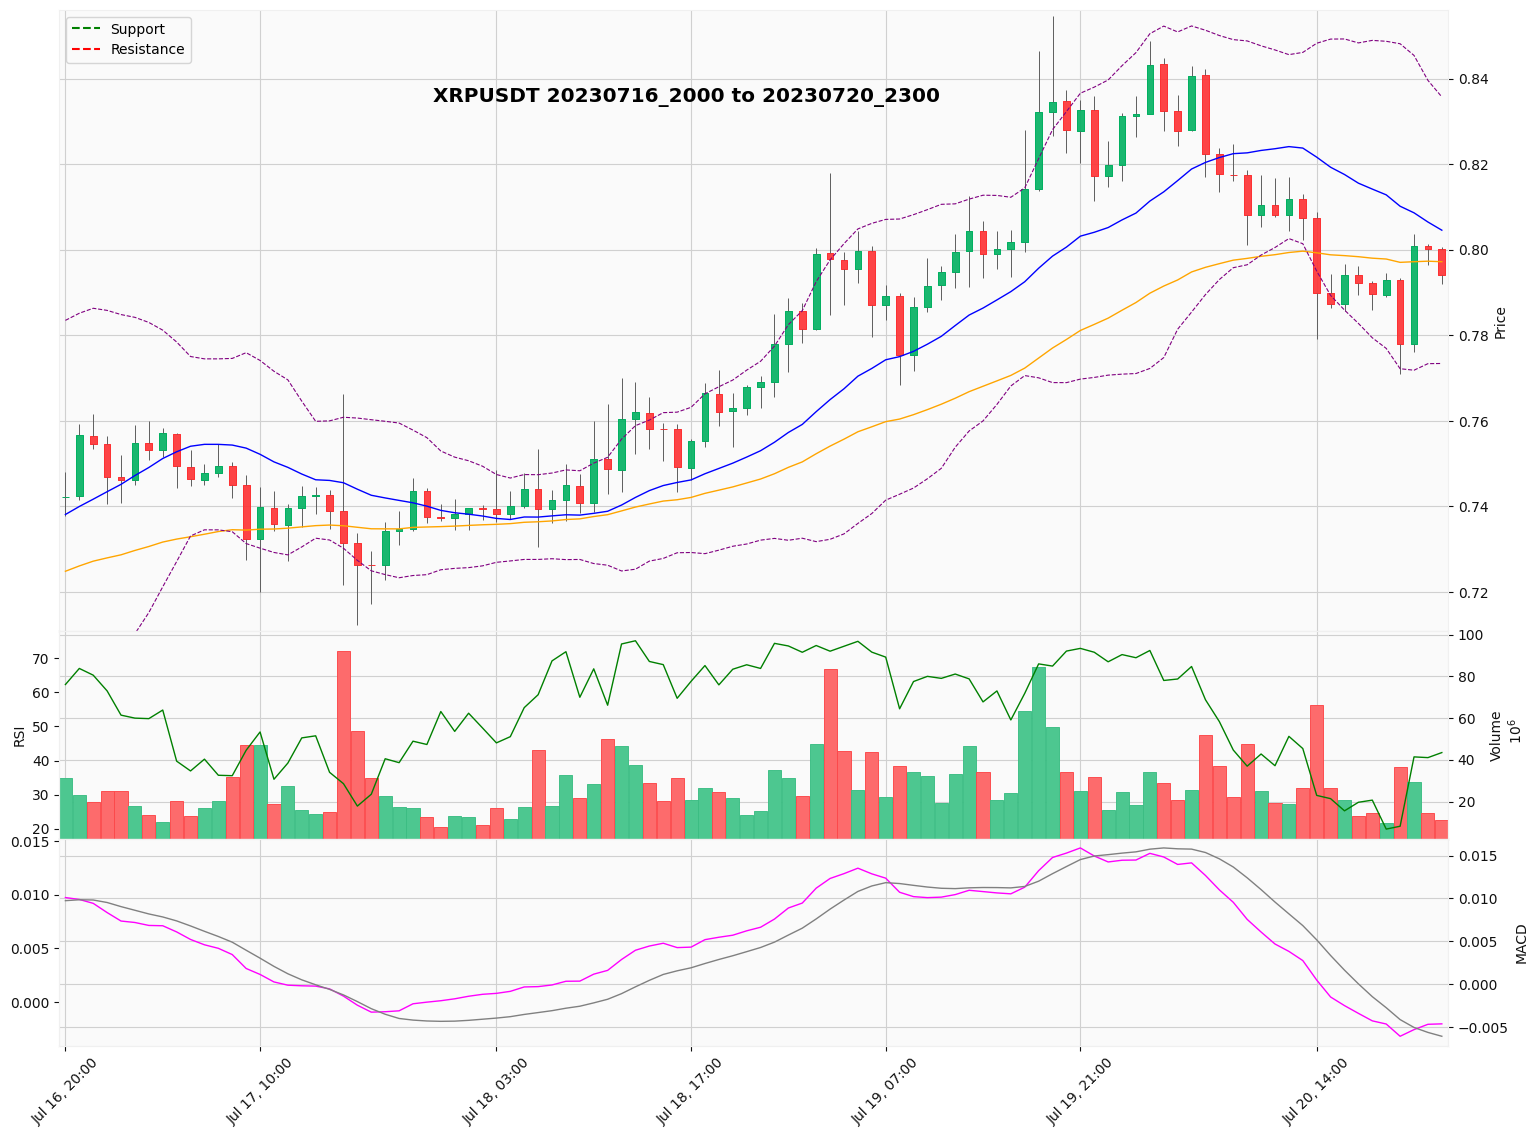 Support
Resistance
XRPUSDT 20230716_2000 to 20230720_2300
0.84
0.82
0.80
0.78
0.76
0.74
0.72
Price
70
60
50
40
30
20
RSI
100
80
60
40
20
Volume
10⁶
0.015
0.010
0.005
0.000
0.015
0.010
0.005
0.000
−0.005
MACD
Jul 16, 20:00
Jul 17, 10:00
Jul 18, 03:00
Jul 18, 17:00
Jul 19, 07:00
Jul 19, 21:00
Jul 20, 14:00